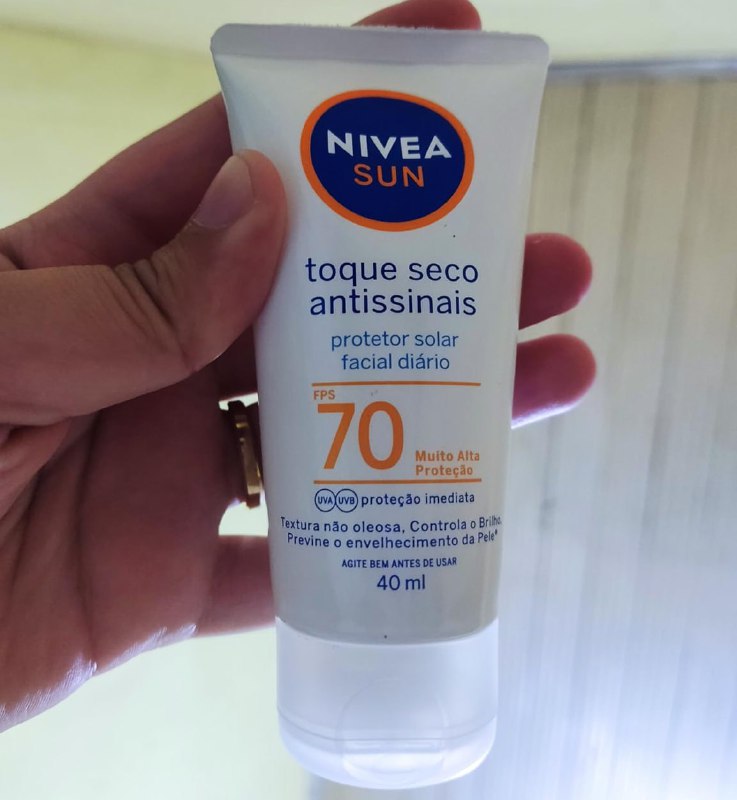 NIVEA
SUN
toque seco
antissinais
protetor solar
facial diário
FPS
70
Muito Alta
Proteção
UVA UVB proteção imediata
Textura não oleosa, Controla o Brilho,
Previne o envelhecimento da Pele*
AGITE BEM ANTES DE USAR
40 ml